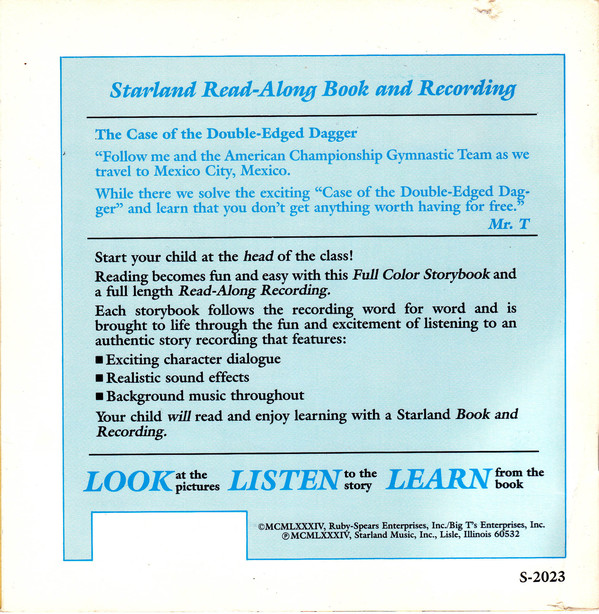 Starland Read-Along Book and Recording
The Case of the Double-Edged Dagger
“Follow me and the American Championship Gymnastic Team as we
travel to Mexico City, Mexico.
While there we solve the exciting “Case of the Double-Edged Dag-
ger” and learn that you don’t get anything worth having for free.”
Mr. T
Start your child at the head of the class!
Reading becomes fun and easy with this Full Color Storybook and
a full length Read-Along Recording.
Each storybook follows the recording word for word and is
brought to life through the fun and excitement of listening to an
authentic story recording that features:
■ Exciting character dialogue
■ Realistic sound effects
■ Background music throughout
Your child will read and enjoy learning with a Starland Book and
Recording.
LOOK at the pictures LISTEN to the story LEARN from the book
©MCMLXXXIV, Ruby-Spears Enterprises, Inc./Big T's Enterprises, Inc.
℗MCMLXXXIV, Starland Music, Inc., Lisle, Illinois 60532
S-2023